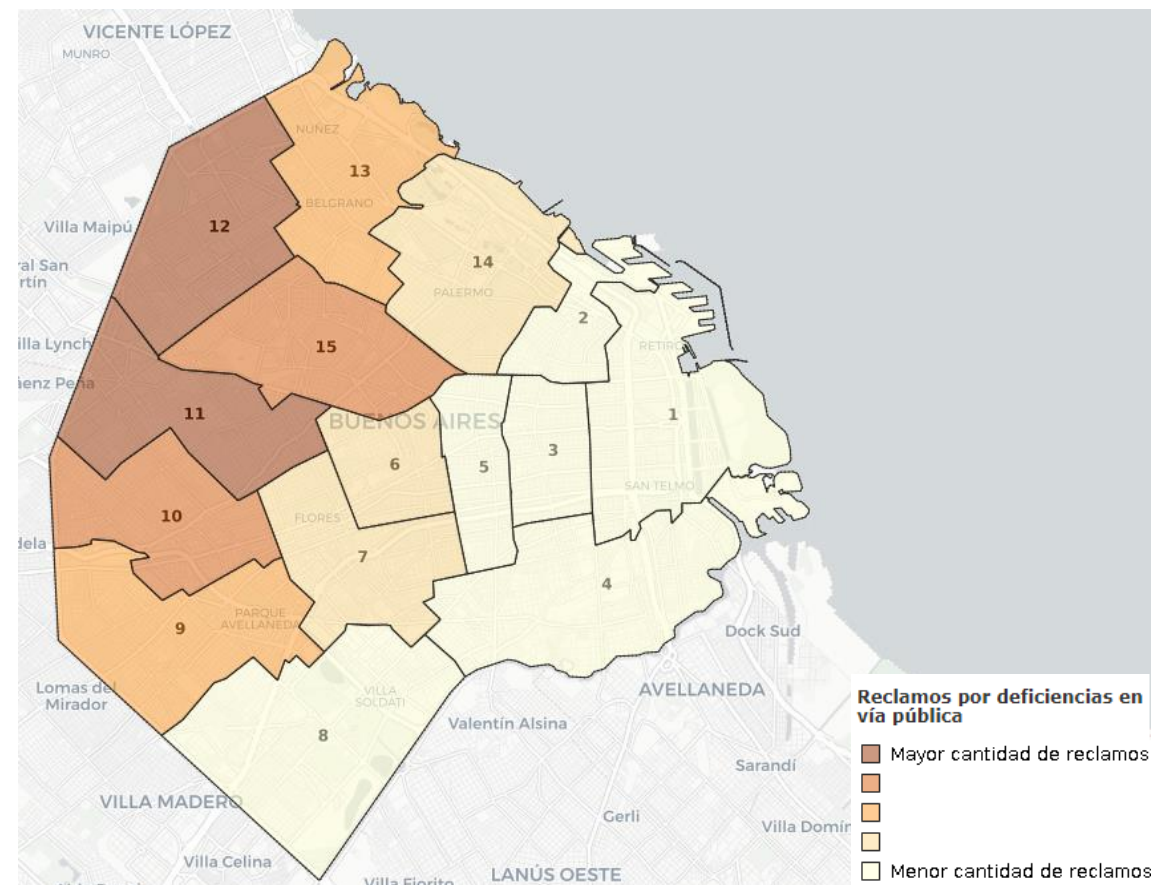 VICENTE LÓPEZ
MUNRO
NUÑEZ
13
BELGRANO
12
Villa Maipú
14
PALERMO
2
15
RETIRO
11
BUENOS AIRES
1
6
5
3
SAN TELMO
10
FLORES
7
4
9
PARQUE
AVELLANEDA
Dock Sud
Lomas del
Mirador
VILLA
SOLDATI
AVELLANEDA
Valentín Alsina
8
Sarandí
VILLA MADERO
Gerli
Villa Celina
LANÚS OESTE
Reclamos por deficiencias en
vía pública
Mayor cantidad de reclamos
Menor cantidad de reclamos